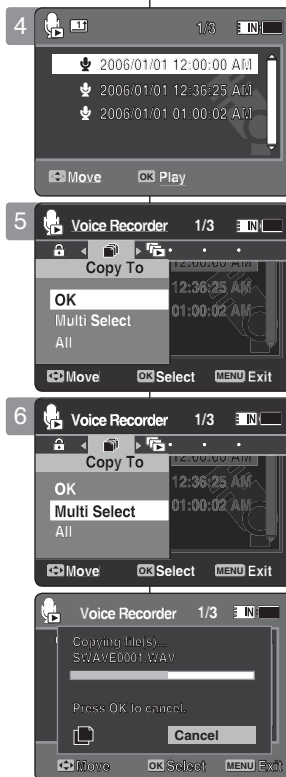 4
1/3 IN
2006/01/01 12:00:00 AM
2006/01/01 12:36:25 AM
2006/01/01 01:00:02 AM
Move OK Play
5
Voice Recorder 1/3 IN
Copy To
12:00:00 AM
OK
12:36:25 AM
Multi Select
01:00:02 AM
All
Move OK Select MENU Exit
6
Voice Recorder 1/3 IN
Copy To
12:00:00 AM
OK
12:36:25 AM
Multi Select
01:00:02 AM
All
Move OK Select MENU Exit
Voice Recorder 1/3 IN
Copying file(s)...
SWAVE0001.WAV
Press OK to cancel.
Cancel
Move OK Select MENU Exit